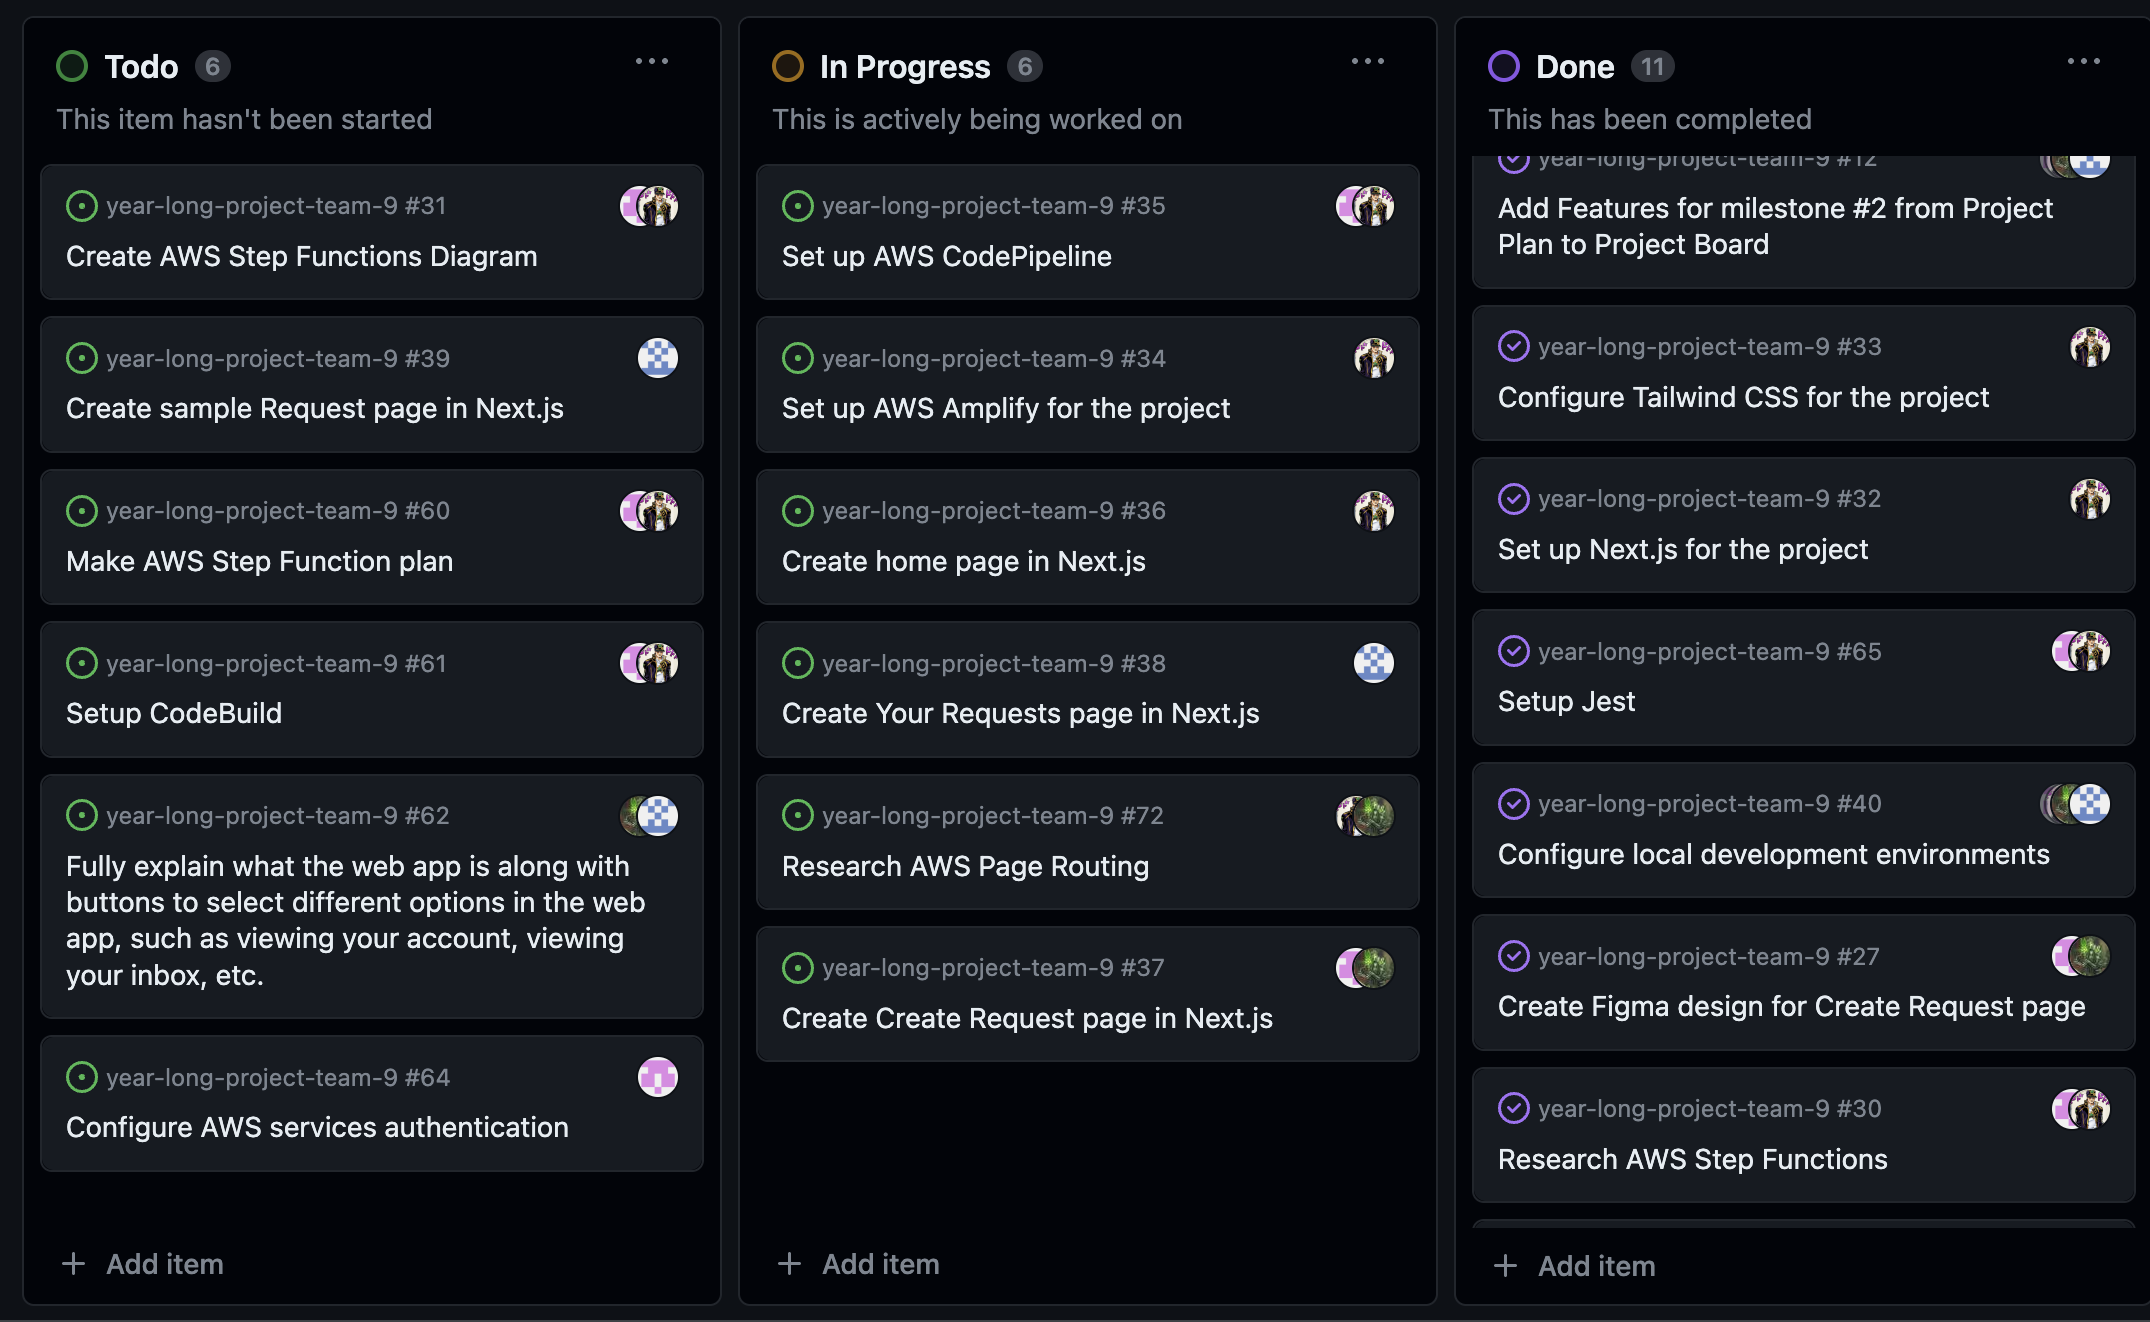 Todo 6
This item hasn't been started
year-long-project-team-9 #31
Create AWS Step Functions Diagram
year-long-project-team-9 #39
Create sample Request page in Next.js
year-long-project-team-9 #60
Make AWS Step Function plan
year-long-project-team-9 #61
Setup CodeBuild
year-long-project-team-9 #62
Fully explain what the web app is along with
buttons to select different options in the web
app, such as viewing your account, viewing
your inbox, etc.
year-long-project-team-9 #64
Configure AWS services authentication
+ Add item
In Progress 6
This is actively being worked on
year-long-project-team-9 #35
Set up AWS CodePipeline
year-long-project-team-9 #34
Set up AWS Amplify for the project
year-long-project-team-9 #36
Create home page in Next.js
year-long-project-team-9 #38
Create Your Requests page in Next.js
year-long-project-team-9 #72
Research AWS Page Routing
year-long-project-team-9 #37
Create Create Request page in Next.js
+ Add item
Done 11
This has been completed
year-long-project-team-9 #12
Add Features for milestone #2 from Project
Plan to Project Board
year-long-project-team-9 #33
Configure Tailwind CSS for the project
year-long-project-team-9 #32
Set up Next.js for the project
year-long-project-team-9 #65
Setup Jest
year-long-project-team-9 #40
Configure local development environments
year-long-project-team-9 #27
Create Figma design for Create Request page
year-long-project-team-9 #30
Research AWS Step Functions
+ Add item